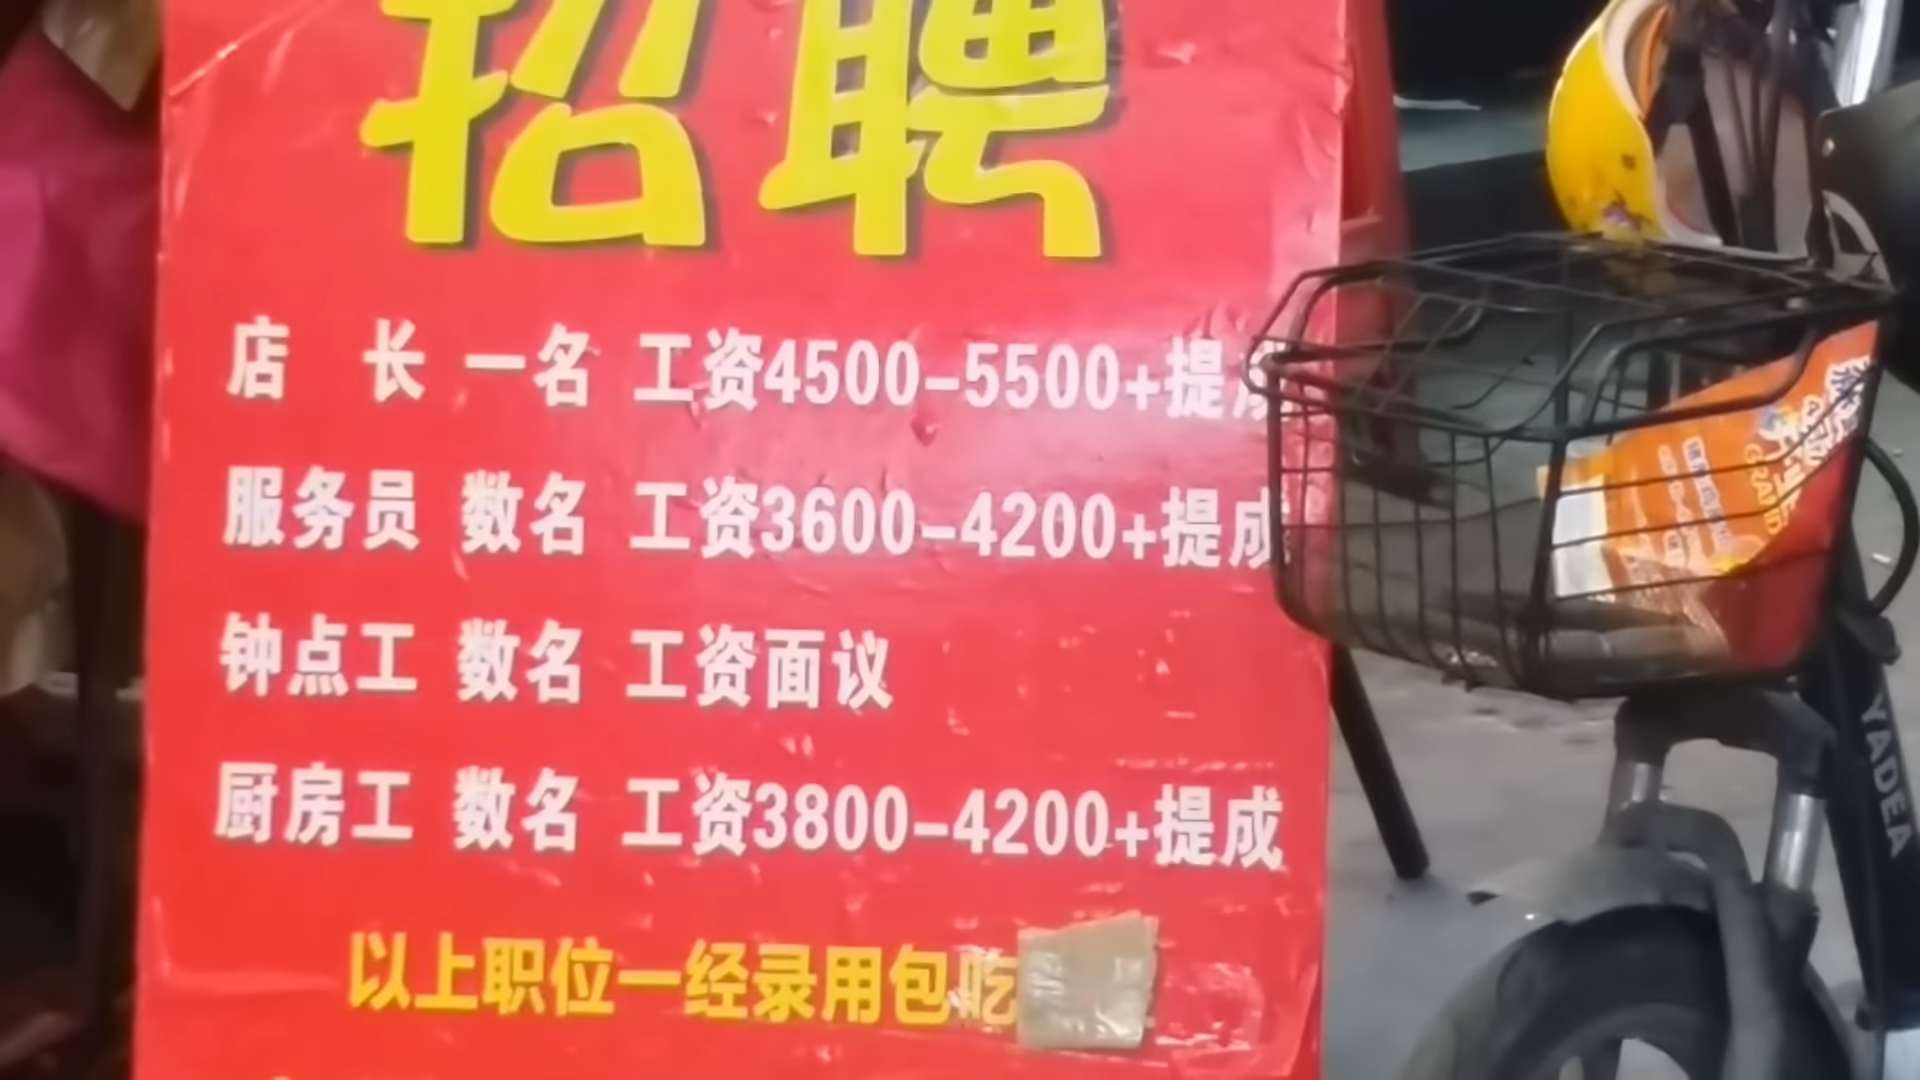 招聘
店 长 一名 工资4500-5500+提成
服务员 数名 工资3600-4200+提成
钟点工 数名 工资面议
厨房工 数名 工资3800-4200+提成
以上职位一经录用包吃
YADEA